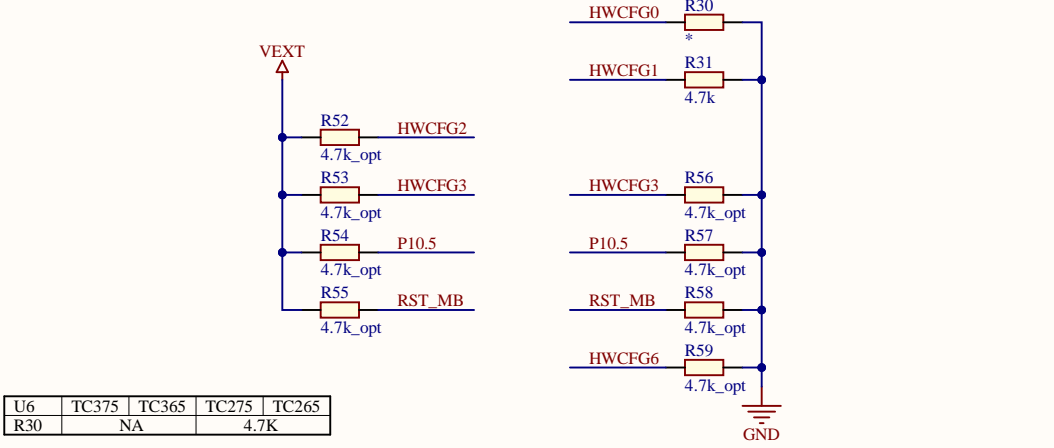 HWCFG0 R30
*
HWCFG1 R31
4.7k
VEXT
R52 HWCFG2
4.7k_opt
R53 HWCFG3
4.7k_opt
R54 P10.5
4.7k_opt
R55 RST_MB
4.7k_opt
HWCFG3 R56
4.7k_opt
P10.5 R57
4.7k_opt
RST_MB R58
4.7k_opt
HWCFG6 R59
4.7k_opt
GND
U6 TC375 TC365 TC275 TC265
R30 NA 4.7K